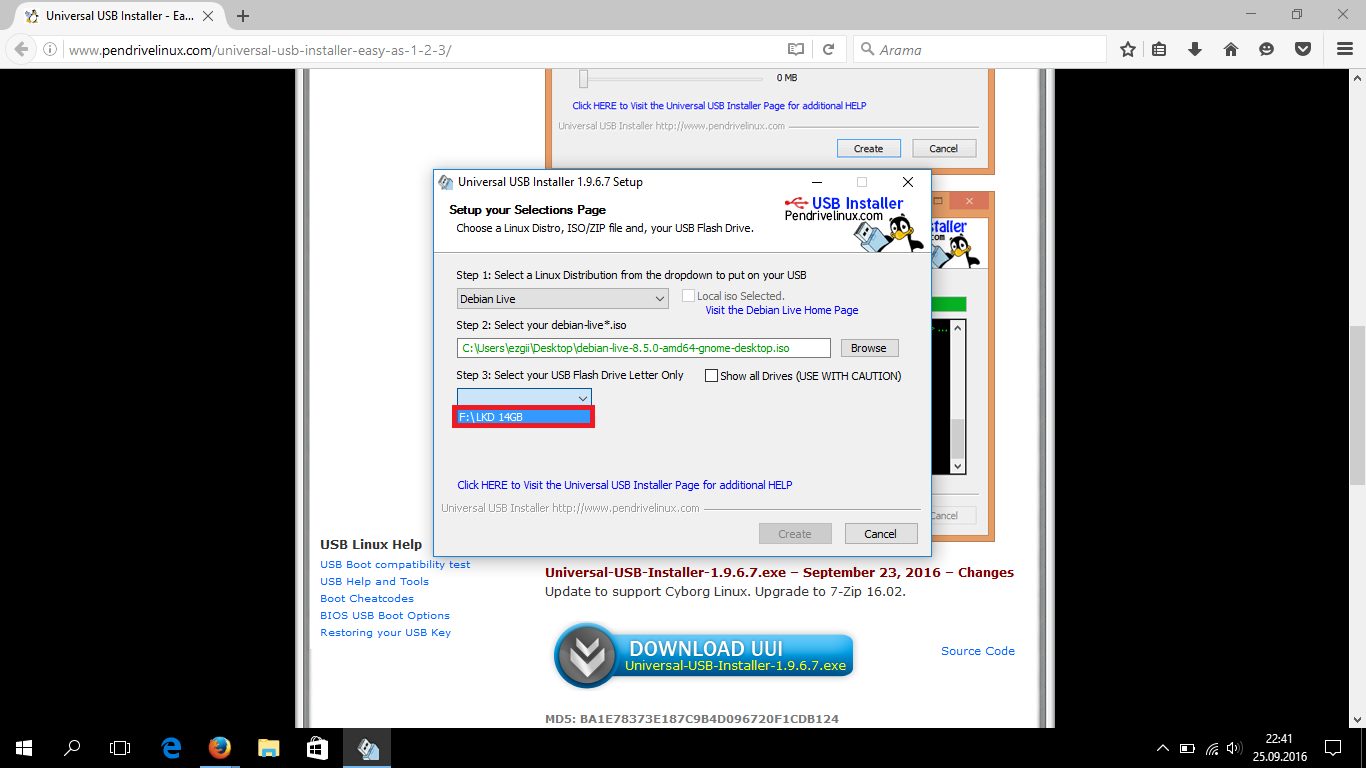 Universal USB Installer - Ea...
www.pendrivelinux.com/universal-usb-installer-easy-as-1-2-3/
Arama
0 MB
Click HERE to Visit the Universal USB Installer Page for additional HELP
Universal USB Installer http://www.pendrivelinux.com
Create
Cancel
Universal USB Installer 1.9.6.7 Setup
Setup your Selections Page
Choose a Linux Distro, ISO/ZIP file and, your USB Flash Drive.
USB Installer
Pendrivelinux.com
Step 1: Select a Linux Distribution from the dropdown to put on your USB
Debian Live
Local iso Selected.
Visit the Debian Live Home Page
Step 2: Select your debian-live*.iso
C:\Users\ezgii\Desktop\debian-live-8.5.0-amd64-gnome-desktop.iso
Browse
Step 3: Select your USB Flash Drive Letter Only
Show all Drives (USE WITH CAUTION)
F:\ LKD 14GB
Click HERE to Visit the Universal USB Installer Page for additional HELP
Universal USB Installer http://www.pendrivelinux.com
Create
Cancel
taller
om
> ...
Cancel
USB Linux Help
USB Boot compatibility test
USB Help and Tools
Boot Cheatcodes
BIOS USB Boot Options
Restoring your USB Key
Universal-USB-Installer-1.9.6.7.exe – September 23, 2016 – Changes
Update to support Cyborg Linux. Upgrade to 7-Zip 16.02.
DOWNLOAD UUI
Universal-USB-Installer-1.9.6.7.exe
Source Code
MD5: BA1E78373E187C9B4D096720F1CDB124
22:41
25.09.2016